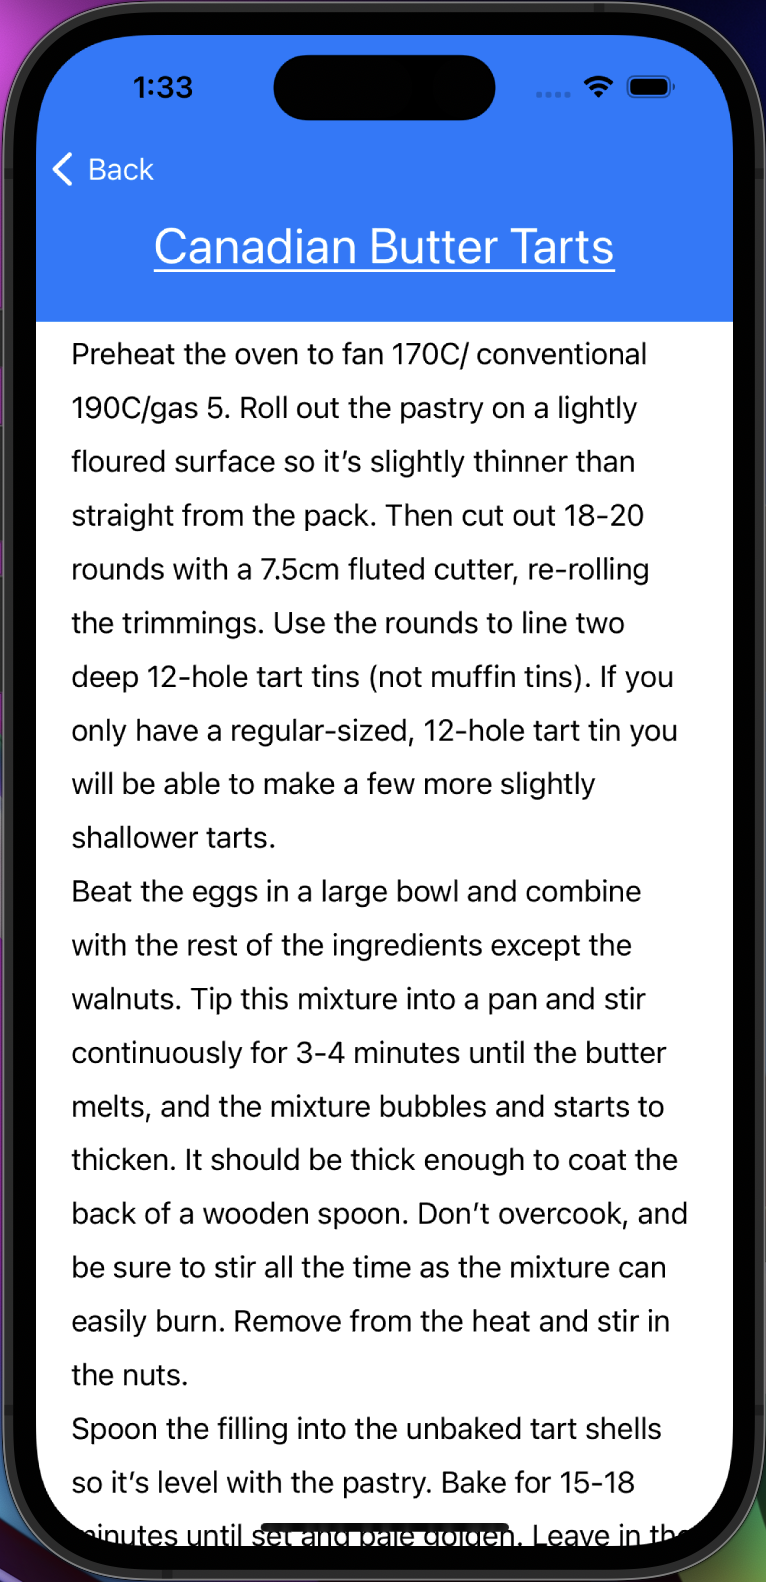 1:33
Back
Canadian Butter Tarts
Preheat the oven to fan 170C/ conventional
190C/gas 5. Roll out the pastry on a lightly
floured surface so it’s slightly thinner than
straight from the pack. Then cut out 18-20
rounds with a 7.5cm fluted cutter, re-rolling
the trimmings. Use the rounds to line two
deep 12-hole tart tins (not muffin tins). If you
only have a regular-sized, 12-hole tart tin you
will be able to make a few more slightly
shallower tarts.
Beat the eggs in a large bowl and combine
with the rest of the ingredients except the
walnuts. Tip this mixture into a pan and stir
continuously for 3-4 minutes until the butter
melts, and the mixture bubbles and starts to
thicken. It should be thick enough to coat the
back of a wooden spoon. Don’t overcook, and
be sure to stir all the time as the mixture can
easily burn. Remove from the heat and stir in
the nuts.
Spoon the filling into the unbaked tart shells
so it’s level with the pastry. Bake for 15-18
minutes until set and pale golden. Leave in the